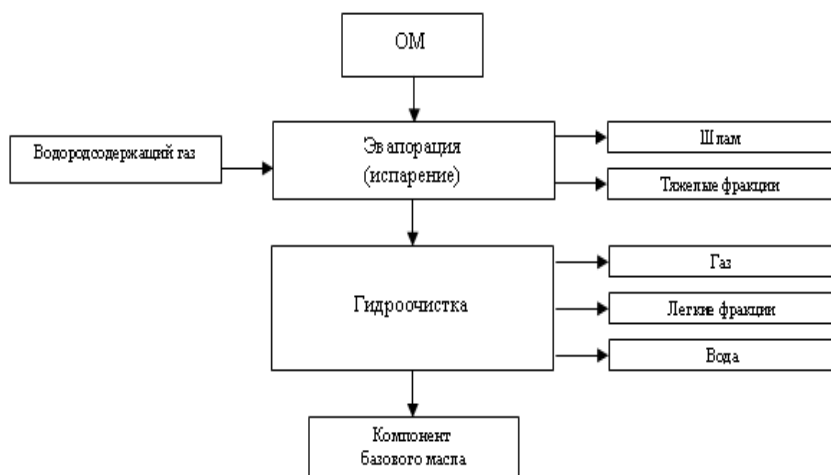 ОМ
Водородсодержащий газ
Эвапорация
(испарение)
Шлам
Тяжелые фракции
Гидроочистка
Газ
Легкие фракции
Вода
Компонент
базового масла